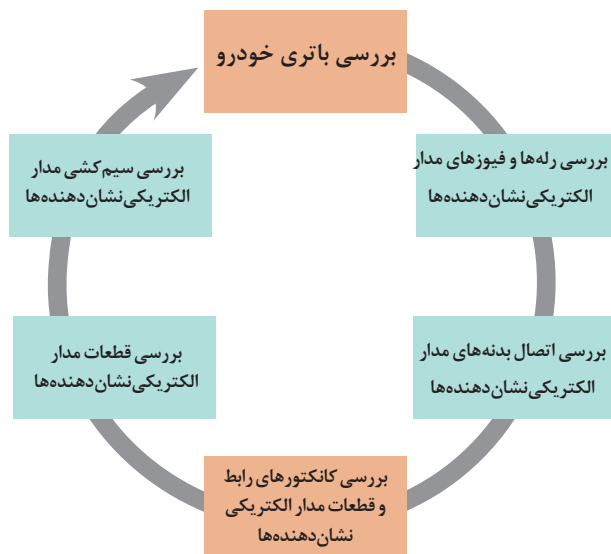 بررسی باتری خودرو
بررسی رله‌ها و فیوزهای مدار
الکتریکی نشان‌دهنده‌ها
بررسی اتصال بدنه‌های مدار
الکتریکی نشان‌دهنده‌ها
بررسی کانکتورهای رابط
و قطعات مدار الکتریکی
نشان‌دهنده‌ها
بررسی قطعات مدار
الکتریکی نشان‌دهنده‌ها
بررسی سیم‌کشی مدار
الکتریکی نشان‌دهنده‌ها